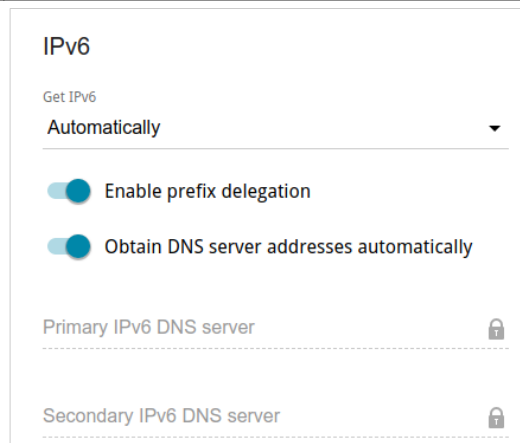 IPv6
Get IPv6
Automatically
Enable prefix delegation
Obtain DNS server addresses automatically
Primary IPv6 DNS server
Secondary IPv6 DNS server